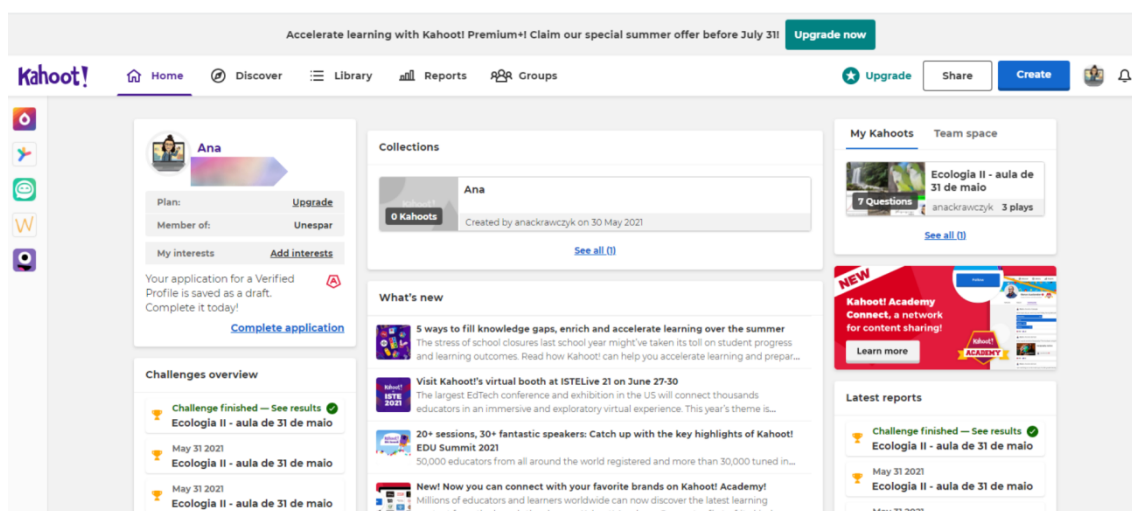 Accelerate learning with Kahoot! Premium+! Claim our special summer offer before July 31! Upgrade now
Kahoot! Home Discover Library Reports Groups Upgrade Share Create
Ana
Plan: Upgrade
Member of: Unespar
My interests Add interests
Your application for a Verified
Profile is saved as a draft.
Complete it today!
Complete application
Challenges overview
Challenge finished — See results
Ecologia II - aula de 31 de maio
May 31 2021
Ecologia II - aula de 31 de maio
May 31 2021
Ecologia II - aula de 31 de maio
Collections
Ana
0 Kahoots
Created by anackrawczyk on 30 May 2021
See all (1)
What's new
5 ways to fill knowledge gaps, enrich and accelerate learning over the summer
The stress of school closures last school year might've taken its toll on student progress
and learning outcomes. Read how Kahoot! can help you accelerate learning and prepar...
Kahoot!
ISTE
2021
Visit Kahoot!'s virtual booth at ISTELive 21 on June 27-30
The largest EdTech conference and exhibition in the US will connect thousands
educators in an immersive and exploratory virtual experience. This year's theme is...
20+ sessions, 30+ fantastic speakers: Catch up with the key highlights of Kahoot!
EDU Summit 2021
50,000 educators from all around the world registered and more than 30,000 tuned in...
New! Now you can connect with your favorite brands on Kahoot! Academy!
Millions of educators and learners worldwide can now discover the latest learning
My Kahoots Team space
Ecologia II - aula de
31 de maio
7 Questions
anackrawczyk 3 plays
See all (1)
NEW
Kahoot! Academy
Connect, a network
for content sharing!
Learn more
Kahoot!
ACADEMY
Latest reports
Challenge finished — See results
Ecologia II - aula de 31 de maio
May 31 2021
Ecologia II - aula de 31 de maio
May 31 2021